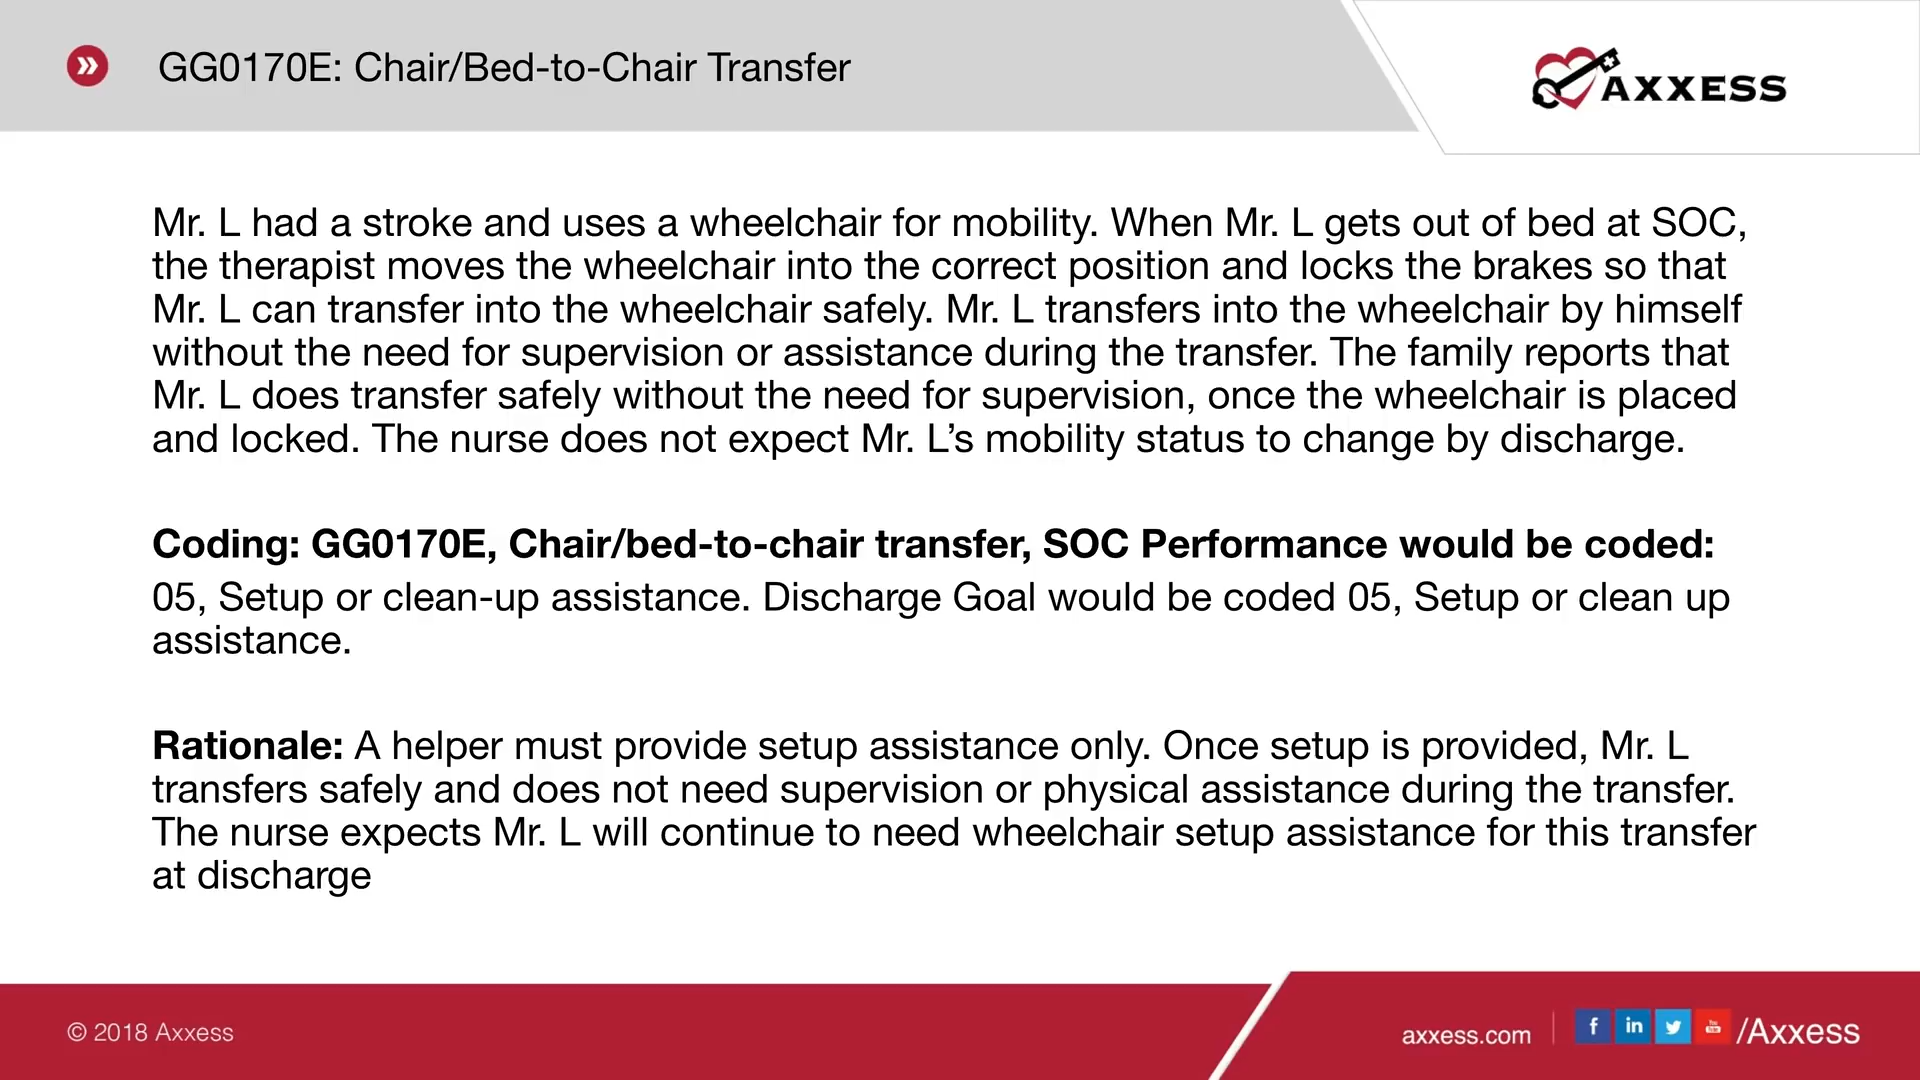 GG0170E: Chair/Bed-to-Chair Transfer
AXXESS
Mr. L had a stroke and uses a wheelchair for mobility. When Mr. L gets out of bed at SOC,
the therapist moves the wheelchair into the correct position and locks the brakes so that
Mr. L can transfer into the wheelchair safely. Mr. L transfers into the wheelchair by himself
without the need for supervision or assistance during the transfer. The family reports that
Mr. L does transfer safely without the need for supervision, once the wheelchair is placed
and locked. The nurse does not expect Mr. L’s mobility status to change by discharge.
Coding: GG0170E, Chair/bed-to-chair transfer, SOC Performance would be coded:
05, Setup or clean-up assistance. Discharge Goal would be coded 05, Setup or clean up
assistance.
Rationale: A helper must provide setup assistance only. Once setup is provided, Mr. L
transfers safely and does not need supervision or physical assistance during the transfer.
The nurse expects Mr. L will continue to need wheelchair setup assistance for this transfer
at discharge
© 2018 Axxess
axxess.com
f in You /Axxess